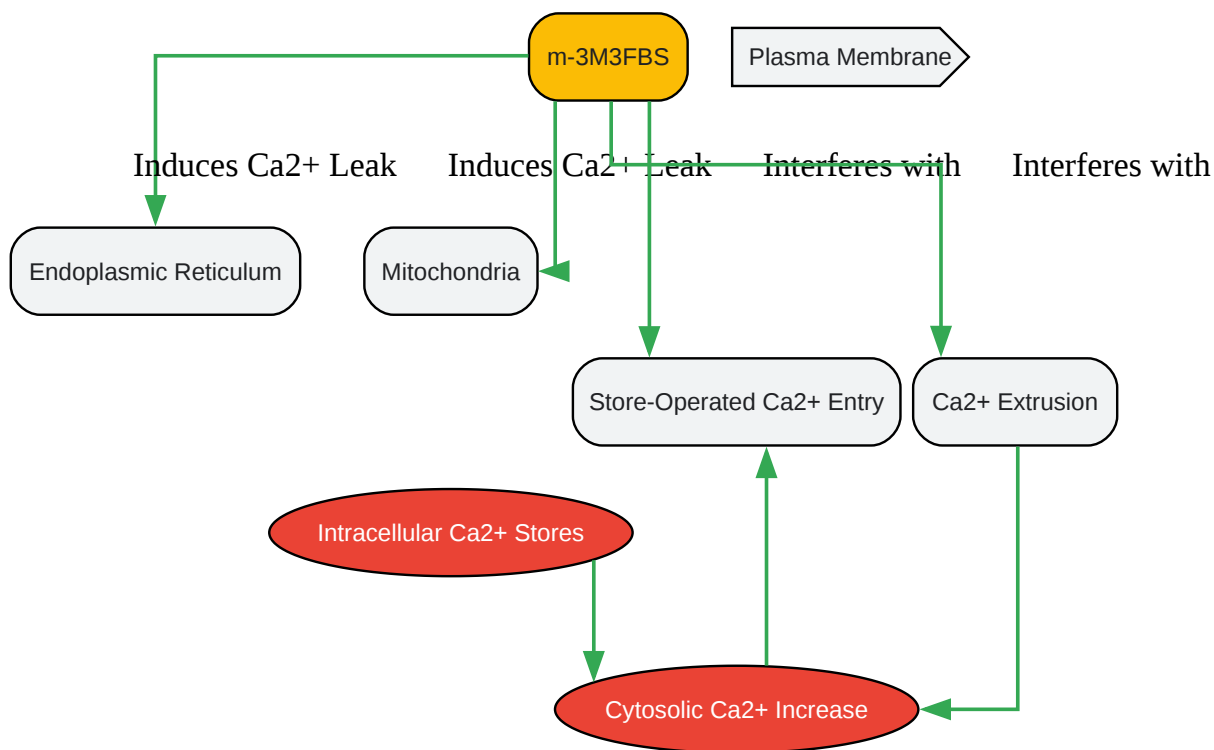 m-3M3FBS
Plasma Membrane
Induces Ca2+ Leak
Induces Ca2+ Leak
Interferes with
Interferes with
Endoplasmic Reticulum
Mitochondria
Store-Operated Ca2+ Entry
Ca2+ Extrusion
Intracellular Ca2+ Stores
Cytosolic Ca2+ Increase